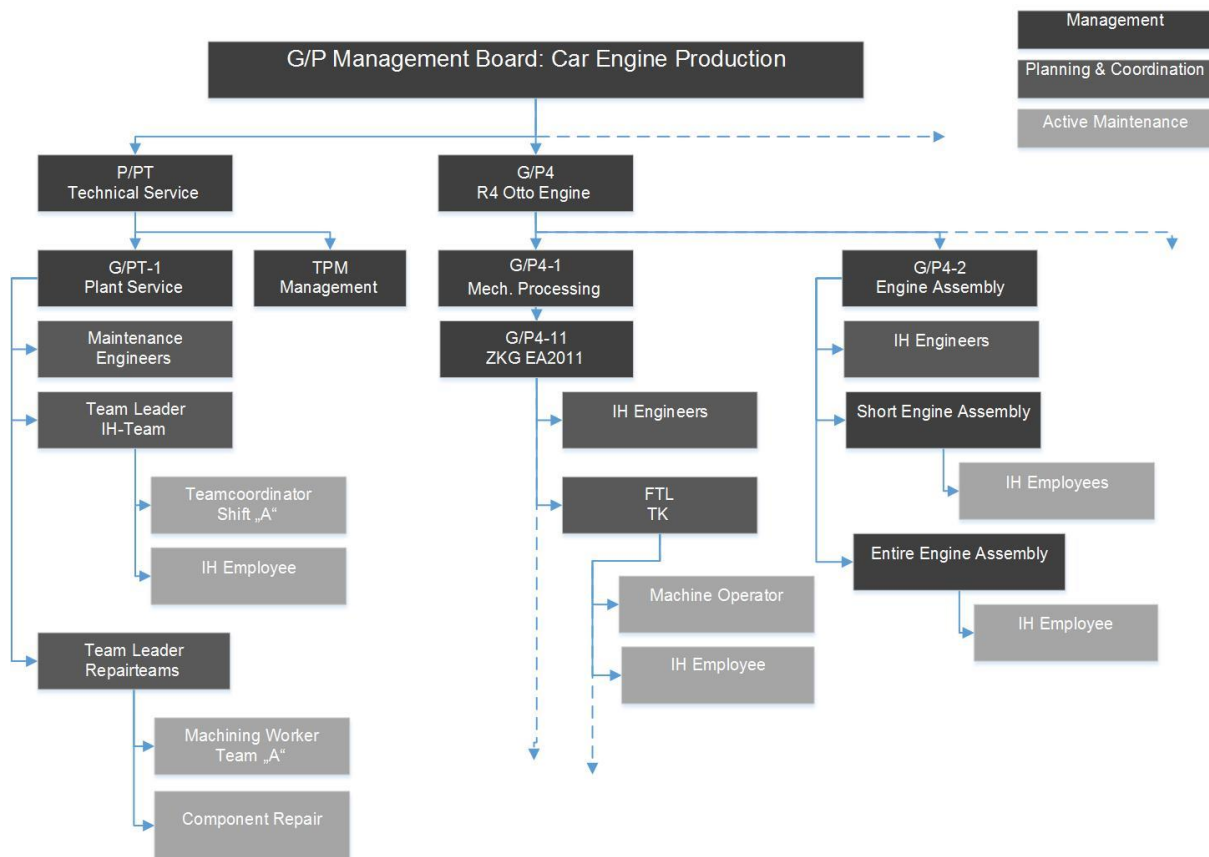 Management
G/P Management Board: Car Engine Production
Planning & Coordination
Active Maintenance
P/PT
Technical Service
G/P4
R4 Otto Engine
G/PT-1
Plant Service
TPM
Management
G/P4-1
Mech. Processing
G/P4-2
Engine Assembly
Maintenance
Engineers
G/P4-11
ZKG EA2011
IH Engineers
Team Leader
IH-Team
IH Engineers
Short Engine Assembly
Teamcoordinator
Shift „A“
FTL
TK
IH Employees
IH Employee
Entire Engine Assembly
Machine Operator
IH Employee
Team Leader
Repairteams
IH Employee
Machining Worker
Team „A“
Component Repair